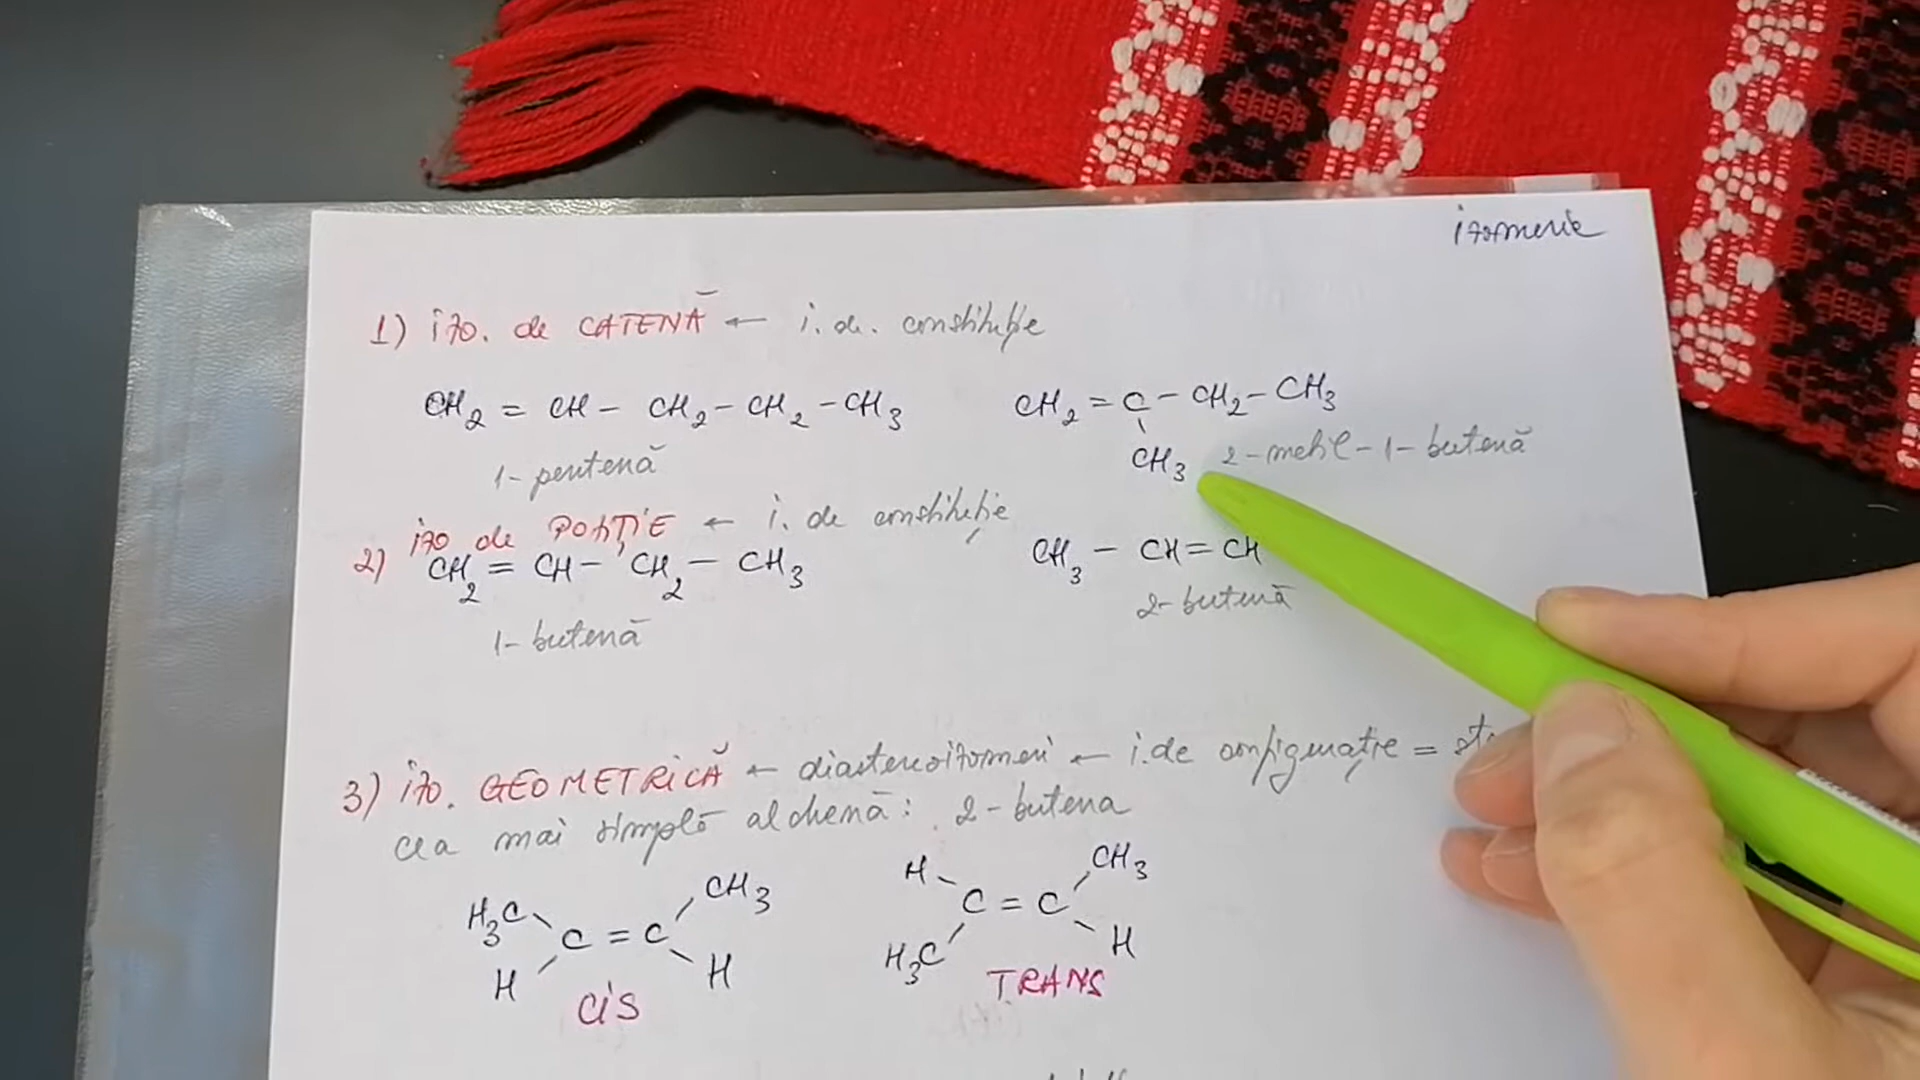 izomerie
1) izo. de CATENĂ ← i. de. constituție
CH2 = CH - CH2 - CH2 - CH3
CH2 = C - CH2 - CH3
CH3
1-pentenă
2-metil-1-butenă
2) izo de POZIȚIE ← i. de constituție
CH2 = CH - CH2 - CH3
CH3 - CH = CH
1-butenă
2-butenă
3) izo. GEOMETRICĂ ← diastereoizomeri ← i. de configurație =
cea mai simplă alchenă: 2-butena
H3C CH3
C = C
H H
CIS
H CH3
C = C
H3C H
TRANS